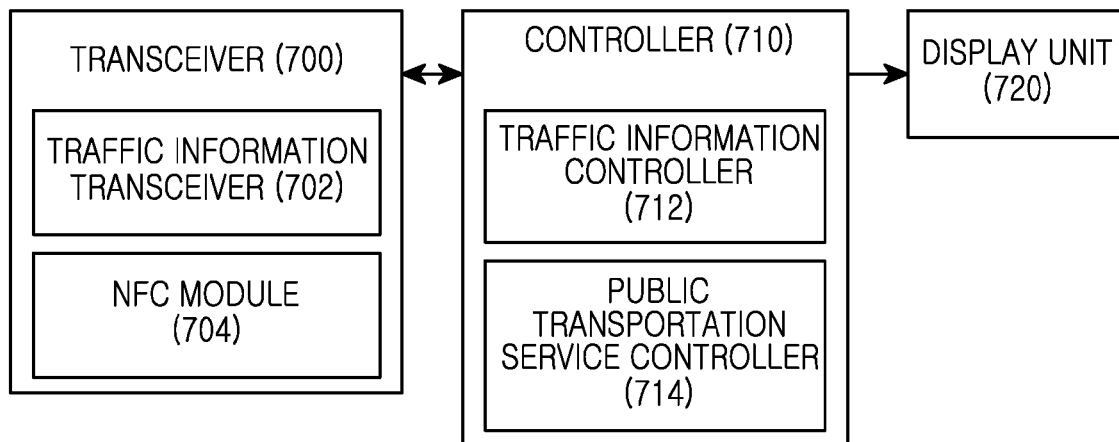 TRANSCEIVER (700)
TRAFFIC INFORMATION
TRANSCEIVER (702)
NFC MODULE
(704)
CONTROLLER (710)
TRAFFIC INFORMATION
CONTROLLER
(712)
PUBLIC
TRANSPORTATION
SERVICE CONTROLLER
(714)
DISPLAY UNIT
(720)